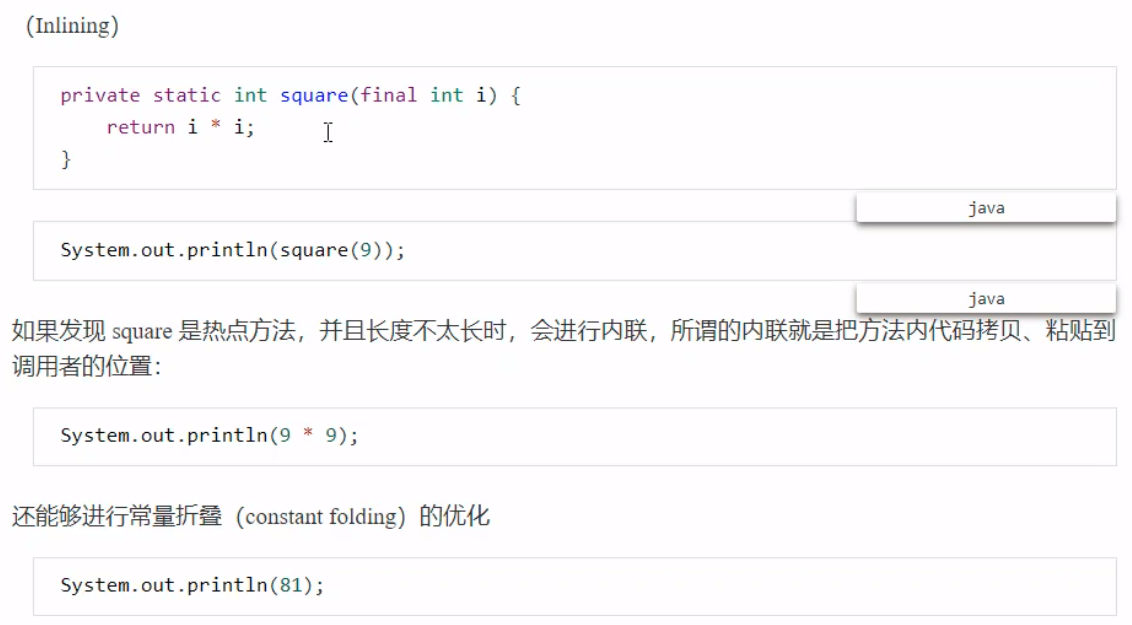 （Inlining）
private static int square(final int i) {
    return i * i;
}
java
System.out.println(square(9));
java
如果发现 square 是热点方法，并且长度不太长时，会进行内联，所谓的内联就是把方法内代码拷贝、粘贴到
调用者的位置：
System.out.println(9 * 9);
还能够进行常量折叠（constant folding）的优化
System.out.println(81);